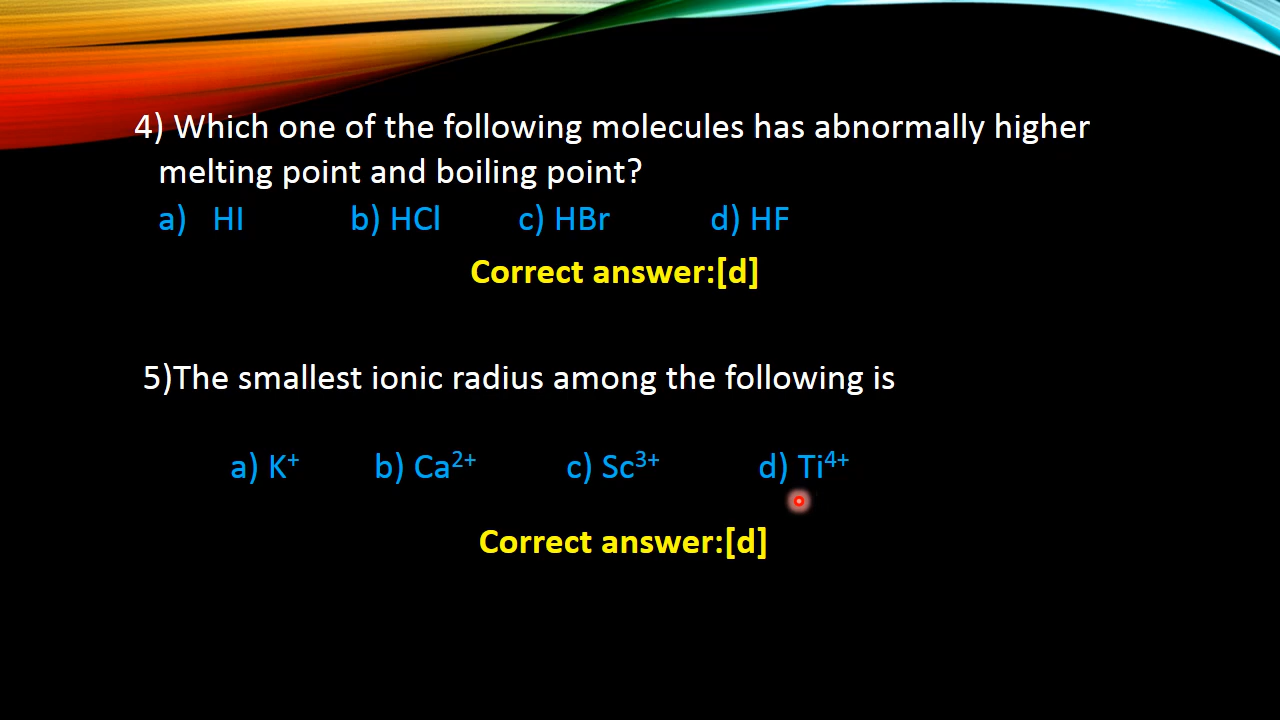 4) Which one of the following molecules has abnormally higher
melting point and boiling point?
a) HI b) HCl c) HBr d) HF
Correct answer:[d]
5)The smallest ionic radius among the following is
a) K⁺ b) Ca²⁺ c) Sc³⁺ d) Ti⁴⁺
Correct answer:[d]